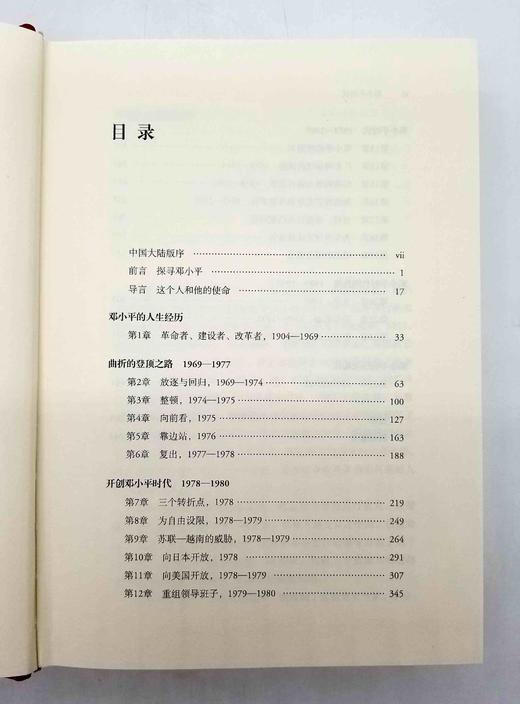 目录
中国大陆版序 vii
前言 探寻邓小平 1
导言 这个人和他的使命 17
邓小平的人生经历
第1章 革命者、建设者、改革者，1904—1969 33
曲折的登顶之路 1969—1977
第2章 放逐与回归，1969—1974 63
第3章 整顿，1974—1975 100
第4章 向前看，1975 127
第5章 靠边站，1976 163
第6章 复出，1977—1978 188
开创邓小平时代 1978—1980
第7章 三个转折点，1978 219
第8章 为自由设限，1978—1979 249
第9章 苏联—越南的威胁，1978—1979 264
第10章 向日本开放，1978 291
第11章 向美国开放，1978—1979 307
第12章 重组领导班子，1979—1980 345